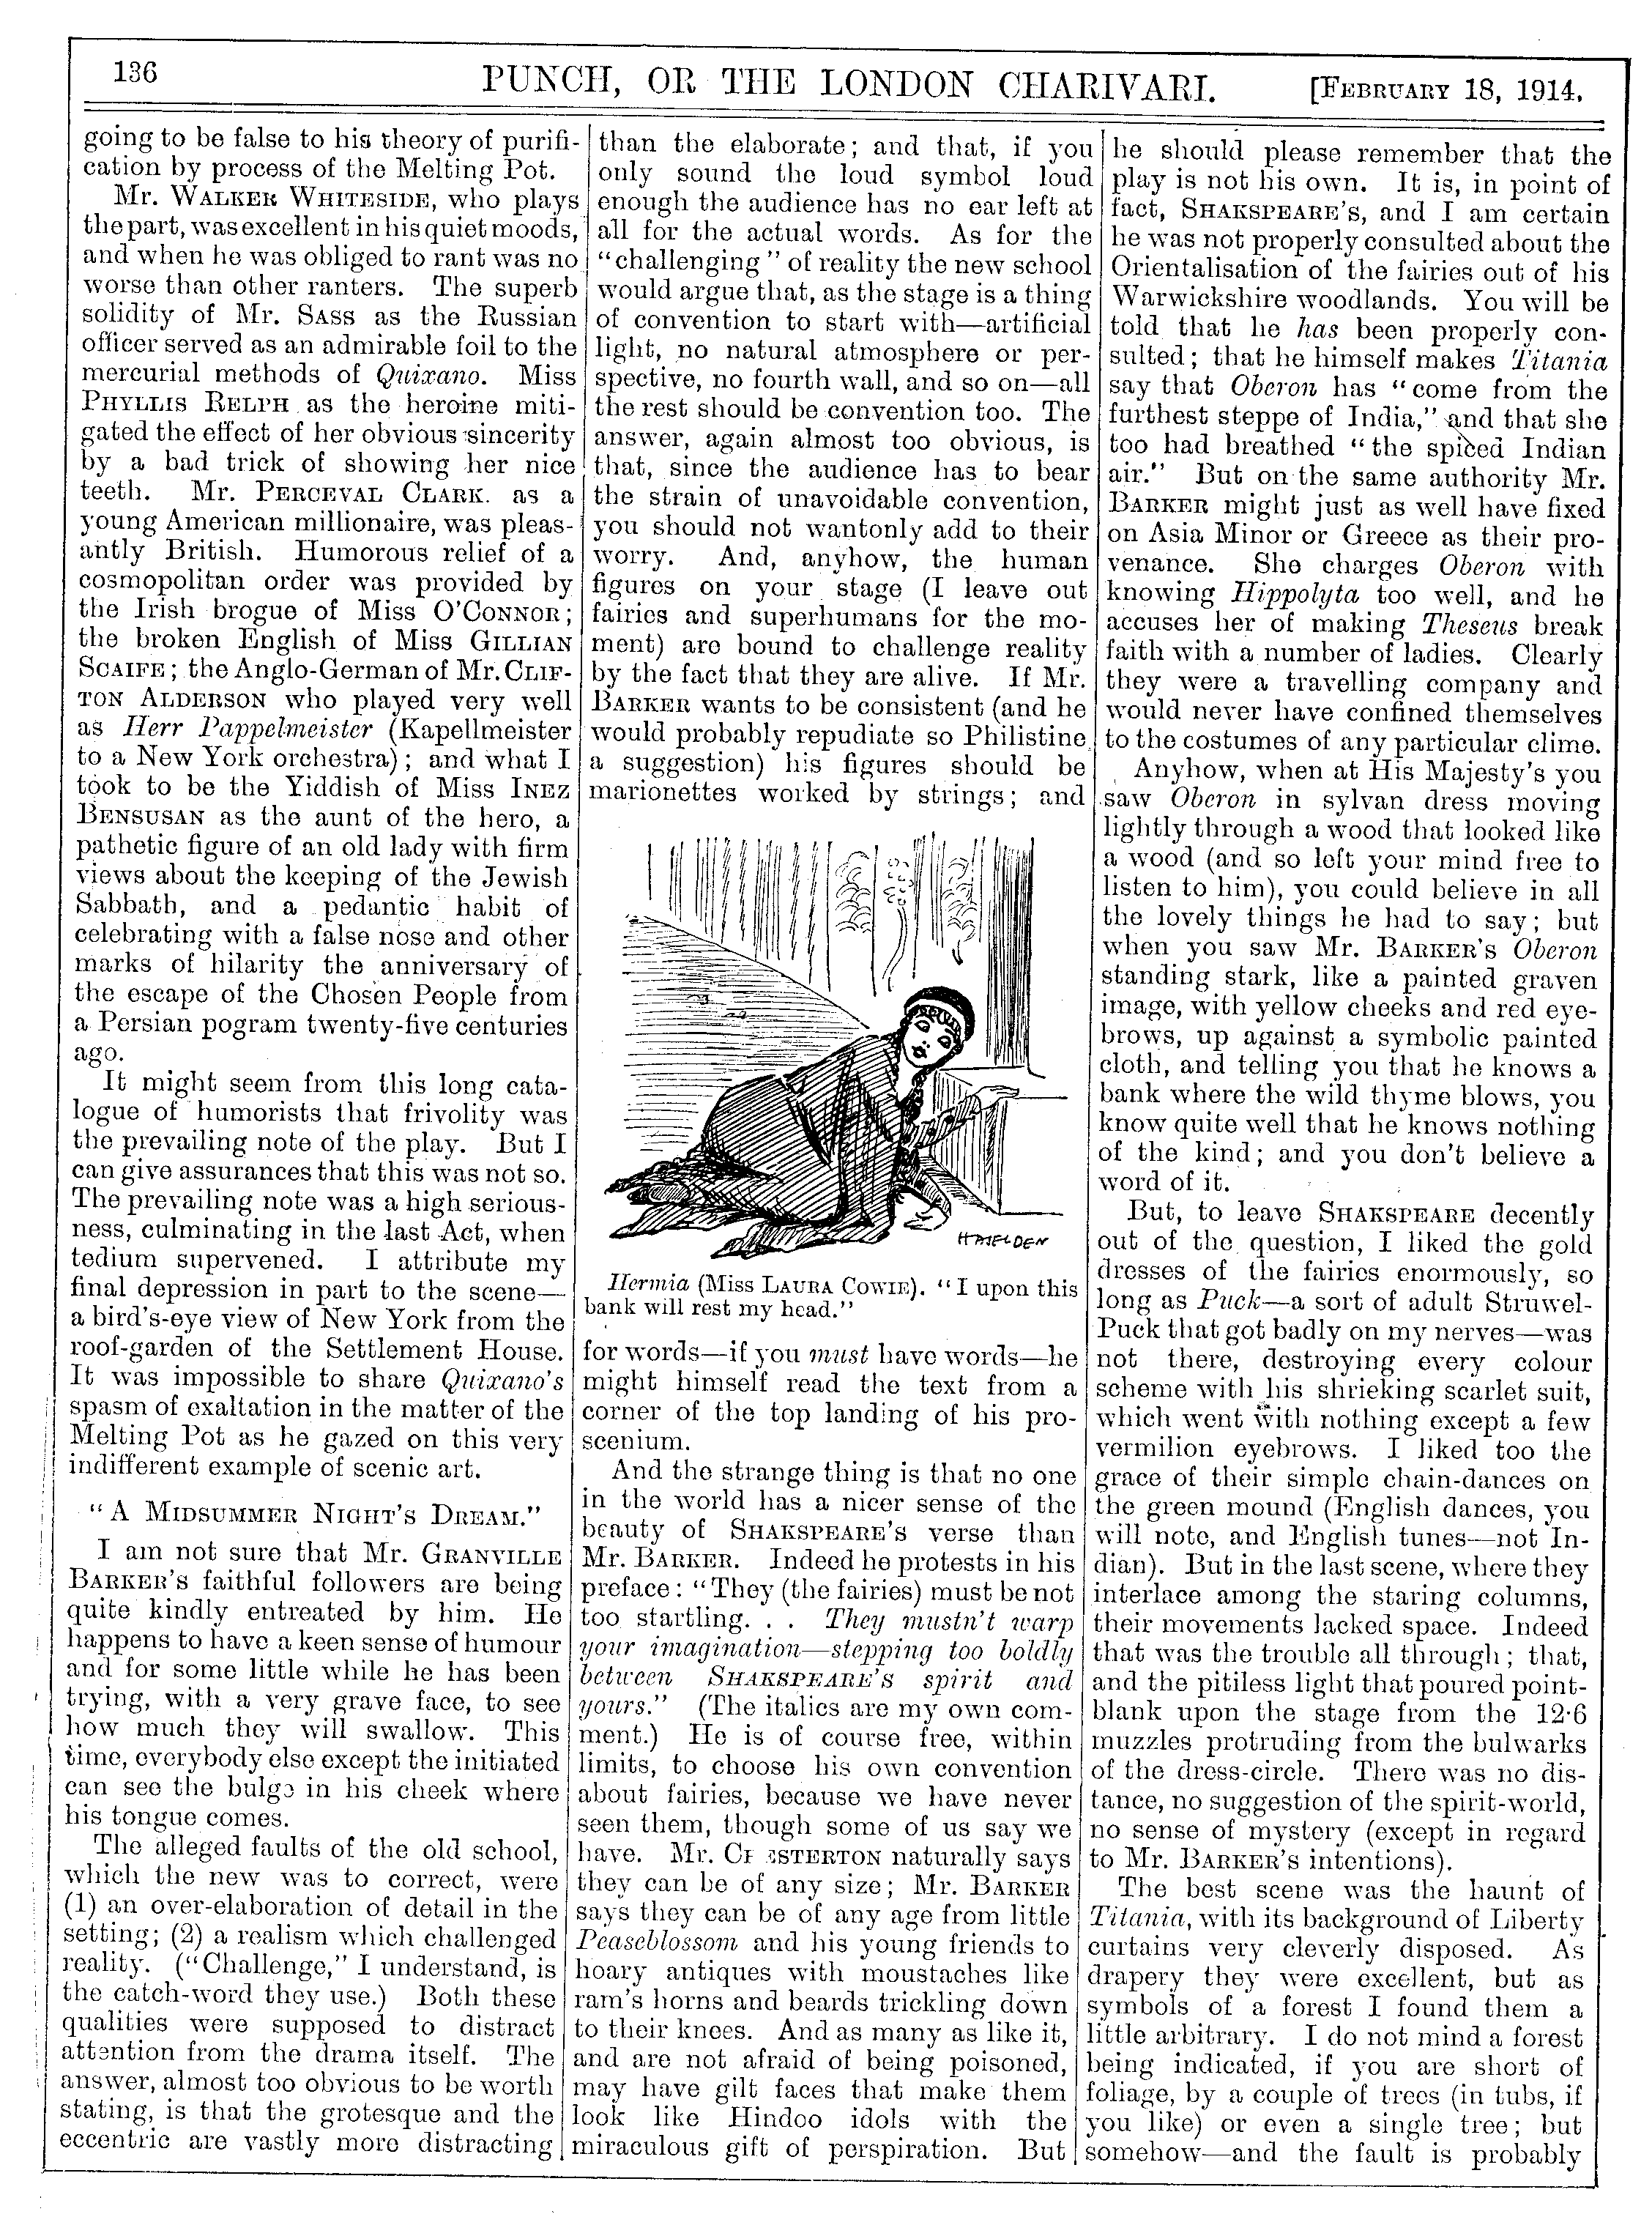 136
PUNCH, OR THE LONDON CHARIVARI.
[FEBRUARY 18, 1914.
going to be false to his theory of purifi-
cation by process of the Melting Pot.
Mr. WALKER WHITESIDE, who plays
the part, was excellent in his quiet moods,
and when he was obliged to rant was no
worse than other ranters. The superb
solidity of Mr. SASS as the Russian
officer served as an admirable foil to the
mercurial methods of Quixano. Miss
PHYLLIS RELPH as the heroine miti-
gated the effect of her obvious sincerity
by a bad trick of showing her nice
teeth. Mr. PERCEVAL CLARK. as a
young American millionaire, was pleas-
antly British. Humorous relief of a
cosmopolitan order was provided by
the Irish brogue of Miss O'CONNOR;
the broken English of Miss GILLIAN
SCAIFE; the Anglo-German of Mr. CLIF-
TON ALDERSON who played very well
as Herr Pappelmeister (Kapellmeister
to a New York orchestra); and what I
took to be the Yiddish of Miss INEZ
BENSUSAN as the aunt of the hero, a
pathetic figure of an old lady with firm
views about the keeping of the Jewish
Sabbath, and a pedantic habit of
celebrating with a false nose and other
marks of hilarity the anniversary of
the escape of the Chosen People from
a Persian pogram twenty-five centuries
ago.
It might seem from this long cata-
logue of humorists that frivolity was
the prevailing note of the play. But I
can give assurances that this was not so.
The prevailing note was a high serious-
ness, culminating in the last Act, when
tedium supervened. I attribute my
final depression in part to the scene—
a bird's-eye view of New York from the
roof-garden of the Settlement House.
It was impossible to share Quixano's
spasm of exaltation in the matter of the
Melting Pot as he gazed on this very
indifferent example of scenic art.
"A MIDSUMMER NIGHT'S DREAM."
I am not sure that Mr. GRANVILLE
BARKER'S faithful followers are being
quite kindly entreated by him. He
happens to have a keen sense of humour
and for some little while he has been
trying, with a very grave face, to see
how much they will swallow. This
time, everybody else except the initiated
can see the bulge in his cheek where
his tongue comes.
The alleged faults of the old school,
which the new was to correct, were
(1) an over-elaboration of detail in the
setting; (2) a realism which challenged
reality. ("Challenge," I understand, is
the catch-word they use.) Both these
qualities were supposed to distract
attention from the drama itself. The
answer, almost too obvious to be worth
stating, is that the grotesque and the
eccentric are vastly more distracting
than the elaborate; and that, if you
only sound the loud symbol loud
enough the audience has no ear left at
all for the actual words. As for the
"challenging" of reality the new school
would argue that, as the stage is a thing
of convention to start with—artificial
light, no natural atmosphere or per-
spective, no fourth wall, and so on—all
the rest should be convention too. The
answer, again almost too obvious, is
that, since the audience has to bear
the strain of unavoidable convention,
you should not wantonly add to their
worry. And, anyhow, the human
figures on your stage (I leave out
fairies and superhumans for the mo-
ment) are bound to challenge reality
by the fact that they are alive. If Mr.
BARKER wants to be consistent (and he
would probably repudiate so Philistine
a suggestion) his figures should be
marionettes worked by strings; and
H HASELDEN
Hermia (Miss LAURA COWIE). "I upon this
bank will rest my head."
for words—if you must have words—he
might himself read the text from a
corner of the top landing of his pro-
scenium.
And the strange thing is that no one
in the world has a nicer sense of the
beauty of SHAKSPEARE'S verse than
Mr. BARKER. Indeed he protests in his
preface: "They (the fairies) must be not
too startling. . . They mustn't warp
your imagination—stepping too boldly
between SHAKSPEARE'S spirit and
yours." (The italics are my own com-
ment.) He is of course free, within
limits, to choose his own convention
about fairies, because we have never
seen them, though some of us say we
have. Mr. CHESTERTON naturally says
they can be of any size; Mr. BARKER
says they can be of any age from little
Peaseblossom and his young friends to
hoary antiques with moustaches like
ram's horns and beards trickling down
to their knees. And as many as like it,
and are not afraid of being poisoned,
may have gilt faces that make them
look like Hindoo idols with the
miraculous gift of perspiration. But
he should please remember that the
play is not his own. It is, in point of
fact, SHAKSPEARE'S, and I am certain
he was not properly consulted about the
Orientalisation of the fairies out of his
Warwickshire woodlands. You will be
told that he has been properly con-
sulted; that he himself makes Titania
say that Oberon has "come from the
furthest steppe of India," and that she
too had breathed "the spiced Indian
air." But on the same authority Mr.
BARKER might just as well have fixed
on Asia Minor or Greece as their pro-
venance. She charges Oberon with
knowing Hippolyta too well, and he
accuses her of making Theseus break
faith with a number of ladies. Clearly
they were a travelling company and
would never have confined themselves
to the costumes of any particular clime.
Anyhow, when at His Majesty's you
saw Oberon in sylvan dress moving
lightly through a wood that looked like
a wood (and so left your mind free to
listen to him), you could believe in all
the lovely things he had to say; but
when you saw Mr. BARKER'S Oberon
standing stark, like a painted graven
image, with yellow cheeks and red eye-
brows, up against a symbolic painted
cloth, and telling you that he knows a
bank where the wild thyme blows, you
know quite well that he knows nothing
of the kind; and you don't believe a
word of it.
But, to leave SHAKSPEARE decently
out of the question, I liked the gold
dresses of the fairies enormously, so
long as Puck—a sort of adult Struwel-
Puck that got badly on my nerves—was
not there, destroying every colour
scheme with his shrieking scarlet suit,
which went with nothing except a few
vermilion eyebrows. I liked too the
grace of their simple chain-dances on
the green mound (English dances, you
will note, and English tunes—not In-
dian). But in the last scene, where they
interlace among the staring columns,
their movements lacked space. Indeed
that was the trouble all through; that,
and the pitiless light that poured point-
blank upon the stage from the 12·6
muzzles protruding from the bulwarks
of the dress-circle. There was no dis-
tance, no suggestion of the spirit-world,
no sense of mystery (except in regard
to Mr. BARKER'S intentions).
The best scene was the haunt of
Titania, with its background of Liberty
curtains very cleverly disposed. As
drapery they were excellent, but as
symbols of a forest I found them a
little arbitrary. I do not mind a forest
being indicated, if you are short of
foliage, by a couple of trees (in tubs, if
you like) or even a single tree; but
somehow—and the fault is probably